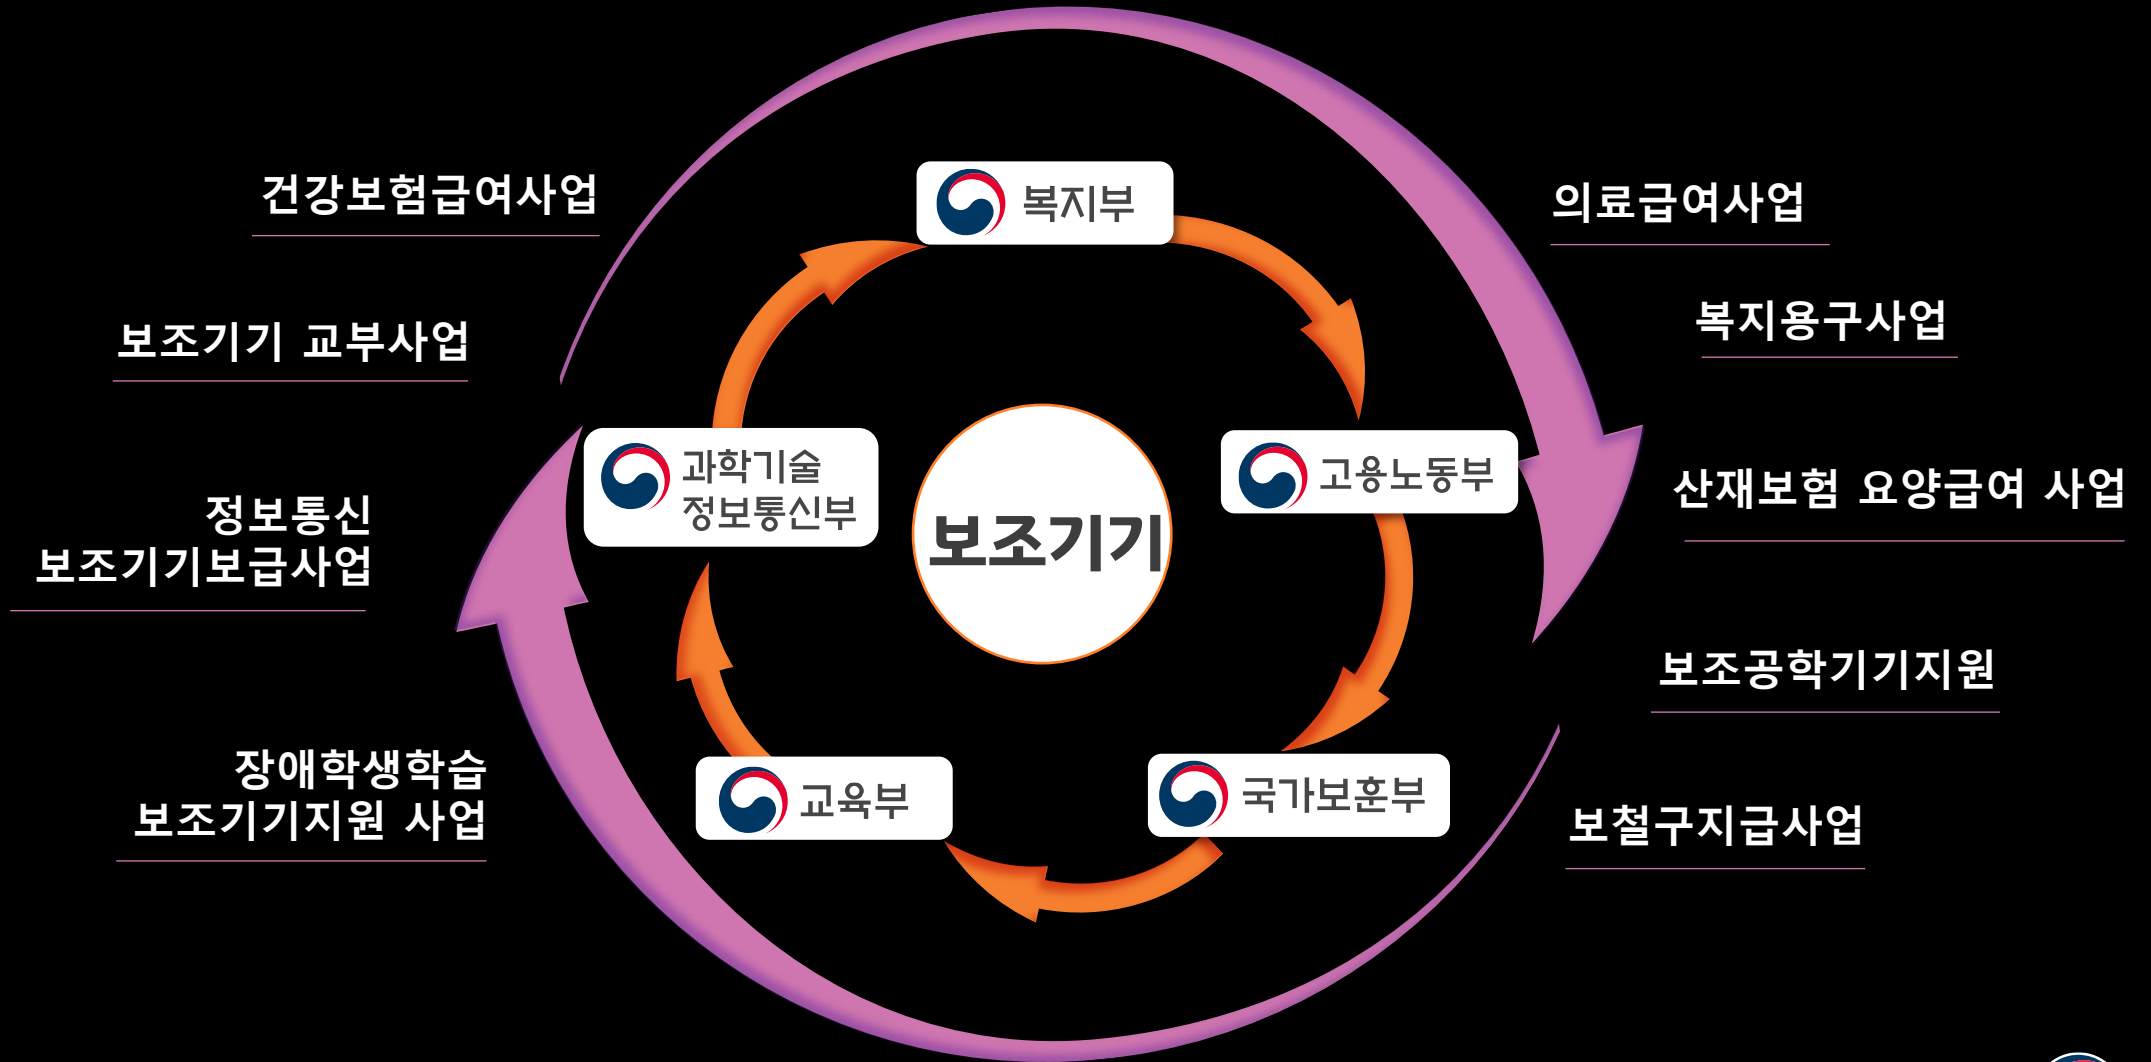 건강보험급여사업
보조기기 교부사업
정보통신
보조기기보급사업
장애학생학습
보조기기지원 사업
복지부
과학기술
정보통신부
고용노동부
보조기기
교육부
국가보훈부
의료급여사업
복지용구사업
산재보험 요양급여 사업
보조공학기기지원
보철구지급사업